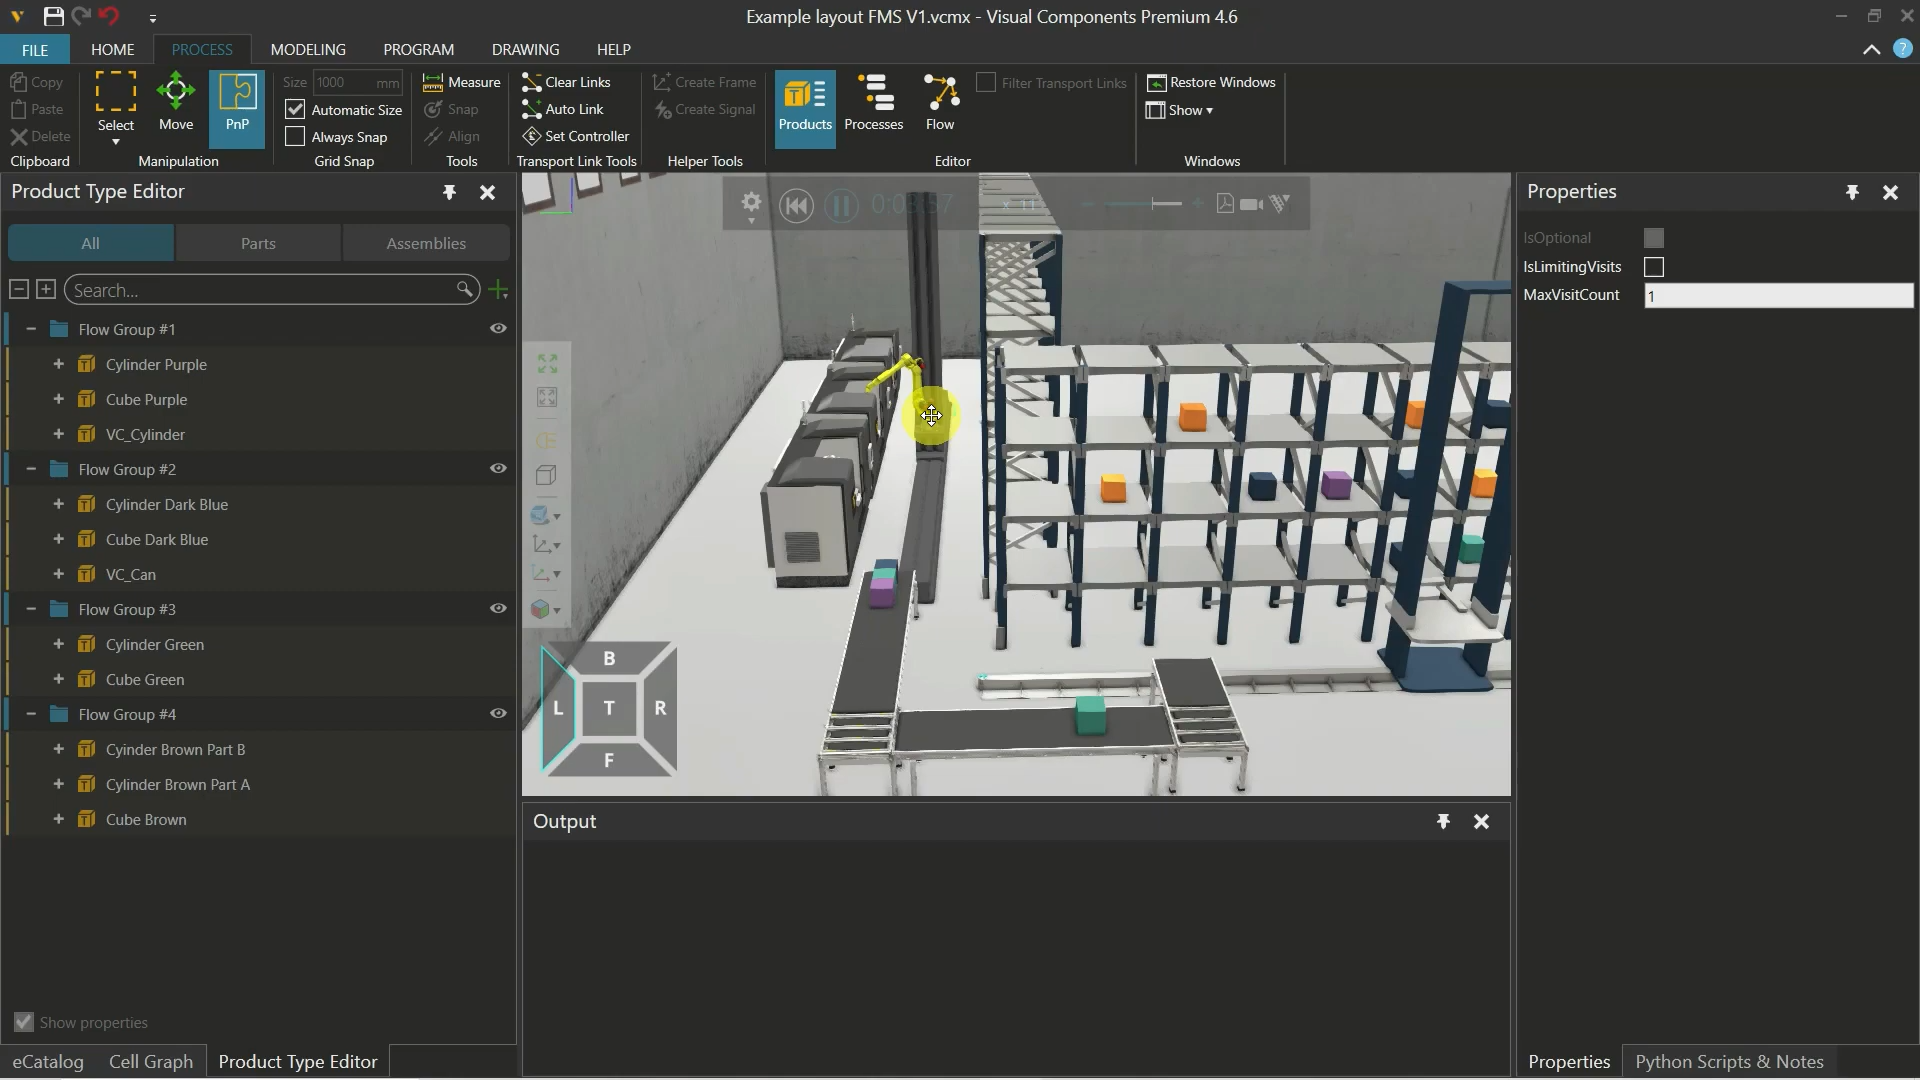 Example layout FMS V1.vcmx - Visual Components Premium 4.6
FILE HOME PROCESS MODELING PROGRAM DRAWING HELP
Copy
Paste
Delete
Clipboard
Select
Move
PnP
Manipulation
Size 1000 mm
Automatic Size
Always Snap
Grid Snap
Measure
Snap
Align
Tools
Clear Links
Auto Link
Set Controller
Transport Link Tools
Create Frame
Create Signal
Helper Tools
Products
Processes
Flow
Filter Transport Links
Editor
Restore Windows
Show
Windows
Product Type Editor
All Parts Assemblies
Search...
Flow Group #1
Cylinder Purple
Cube Purple
VC_Cylinder
Flow Group #2
Cylinder Dark Blue
Cube Dark Blue
VC_Can
Flow Group #3
Cylinder Green
Cube Green
Flow Group #4
Cyinder Brown Part B
Cylinder Brown Part A
Cube Brown
Show properties
eCatalog Cell Graph Product Type Editor
B
L T R
F
Output
Properties
IsOptional
IsLimitingVisits
MaxVisitCount 1
Properties Python Scripts & Notes